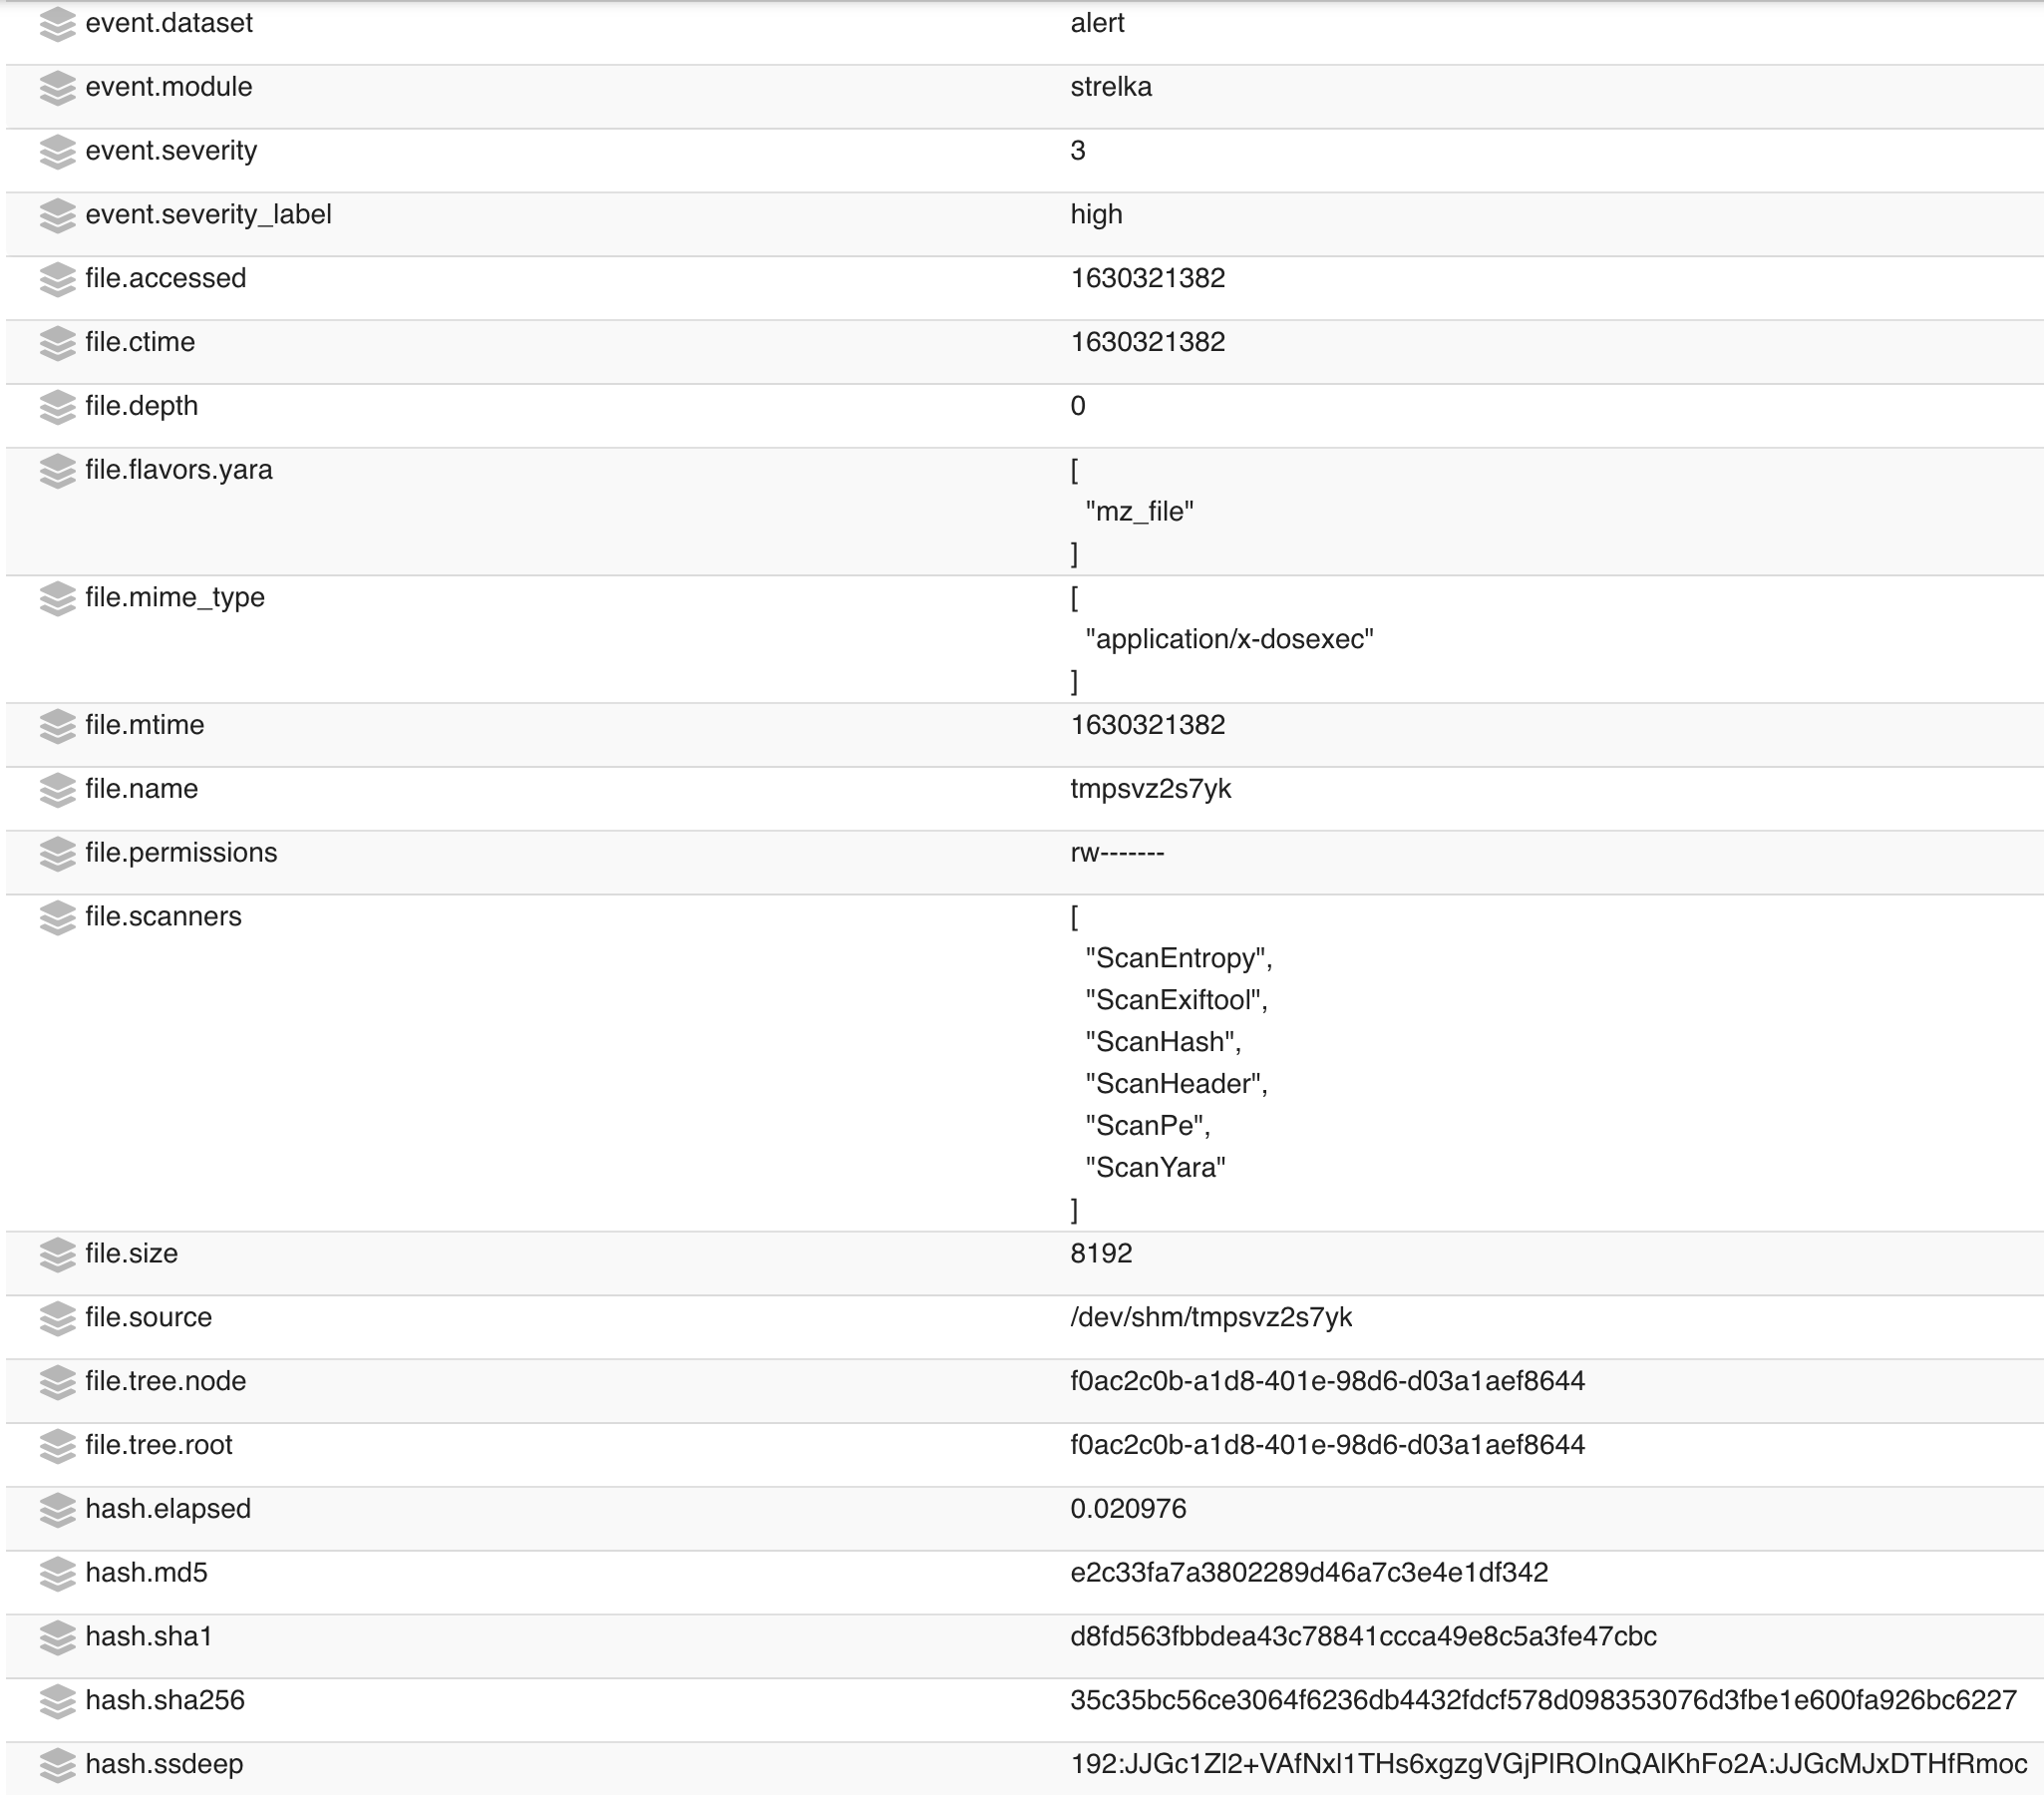 event.dataset alert
event.module strelka
event.severity 3
event.severity_label high
file.accessed 1630321382
file.ctime 1630321382
file.depth 0
file.flavors.yara [
"mz_file"
]
file.mime_type [
"application/x-dosexec"
]
file.mtime 1630321382
file.name tmpsvz2s7yk
file.permissions rw-------
file.scanners [
"ScanEntropy",
"ScanExiftool",
"ScanHash",
"ScanHeader",
"ScanPe",
"ScanYara"
]
file.size 8192
file.source /dev/shm/tmpsvz2s7yk
file.tree.node f0ac2c0b-a1d8-401e-98d6-d03a1aef8644
file.tree.root f0ac2c0b-a1d8-401e-98d6-d03a1aef8644
hash.elapsed 0.020976
hash.md5 e2c33fa7a3802289d46a7c3e4e1df342
hash.sha1 d8fd563fbbdea43c78841ccca49e8c5a3fe47cbc
hash.sha256 35c35bc56ce3064f6236db4432fdcf578d098353076d3fbe1e600fa926bc6227
hash.ssdeep 192:JJGc1Zl2+VAfNxl1THs6xgzgVGjPlROInQAlKhFo2A:JJGcMJxDTHfRmoc